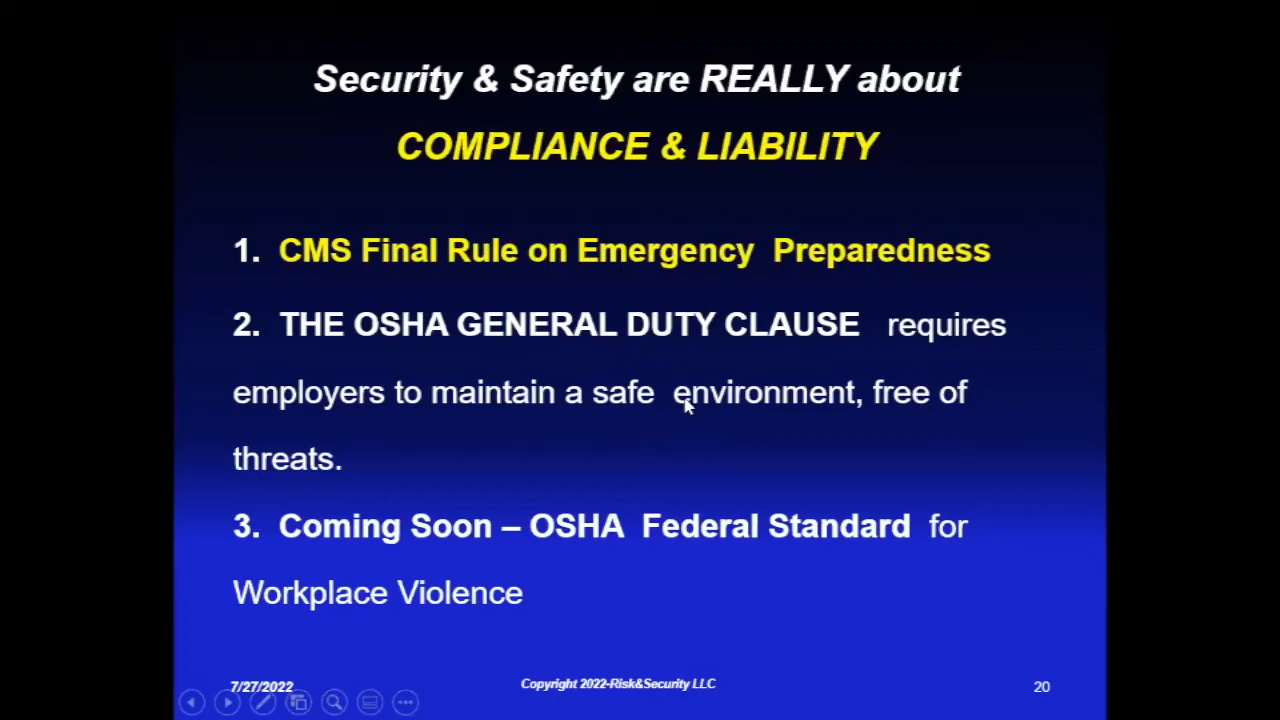 Security & Safety are REALLY about
COMPLIANCE & LIABILITY
1. CMS Final Rule on Emergency Preparedness
2. THE OSHA GENERAL DUTY CLAUSE requires
employers to maintain a safe environment, free of
threats.
3. Coming Soon – OSHA Federal Standard for
Workplace Violence
7/27/2022
Copyright 2022-Risk&Security LLC
20